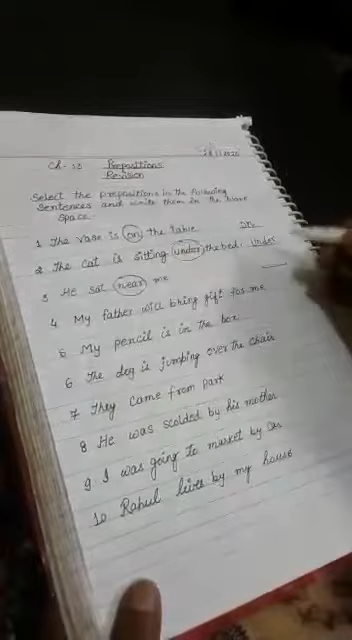 Ch - 10 Prepositions
Revision
Select the prepositions in the following
sentences and write them in the blank
space
1 The vase is on the table on
2 The cat is sitting under the bed. Under
3 He sat near me
4 My father will bring gift for me
5 My pencil is in the box
6 The dog is jumping over the chair
7 They came from park
8 He was scolded by his mother
9 I was going to market by car
10 Rahul lives by my house